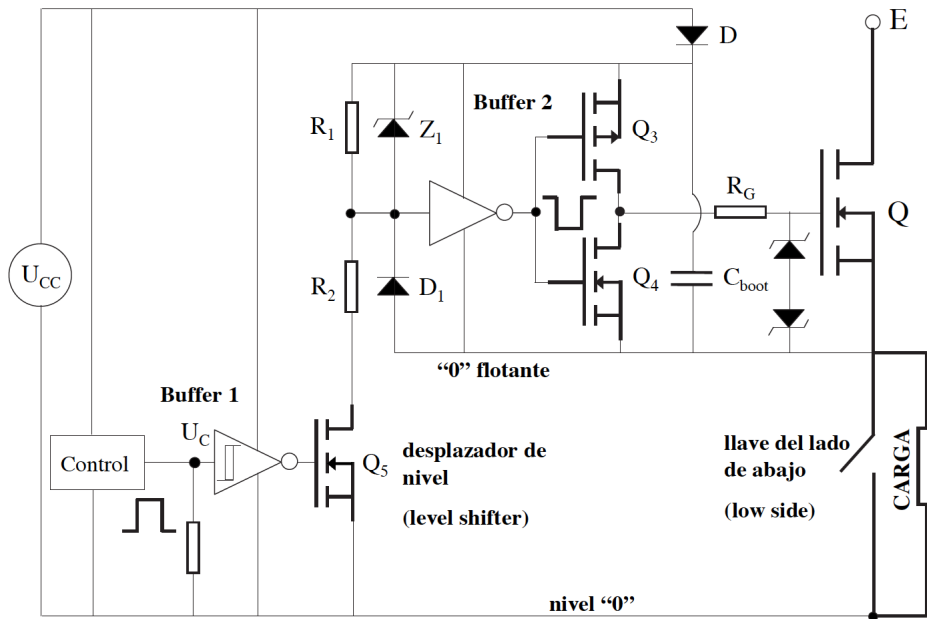 D
E
Buffer 2
R1
Z1
Q3
RG
Q
UCC
R2
D1
Q4
Cboot
“0” flotante
Buffer 1
UC
Control
Q5
desplazador de
nivel
(level shifter)
llave del lado
de abajo
(low side)
CARGA
nivel “0”